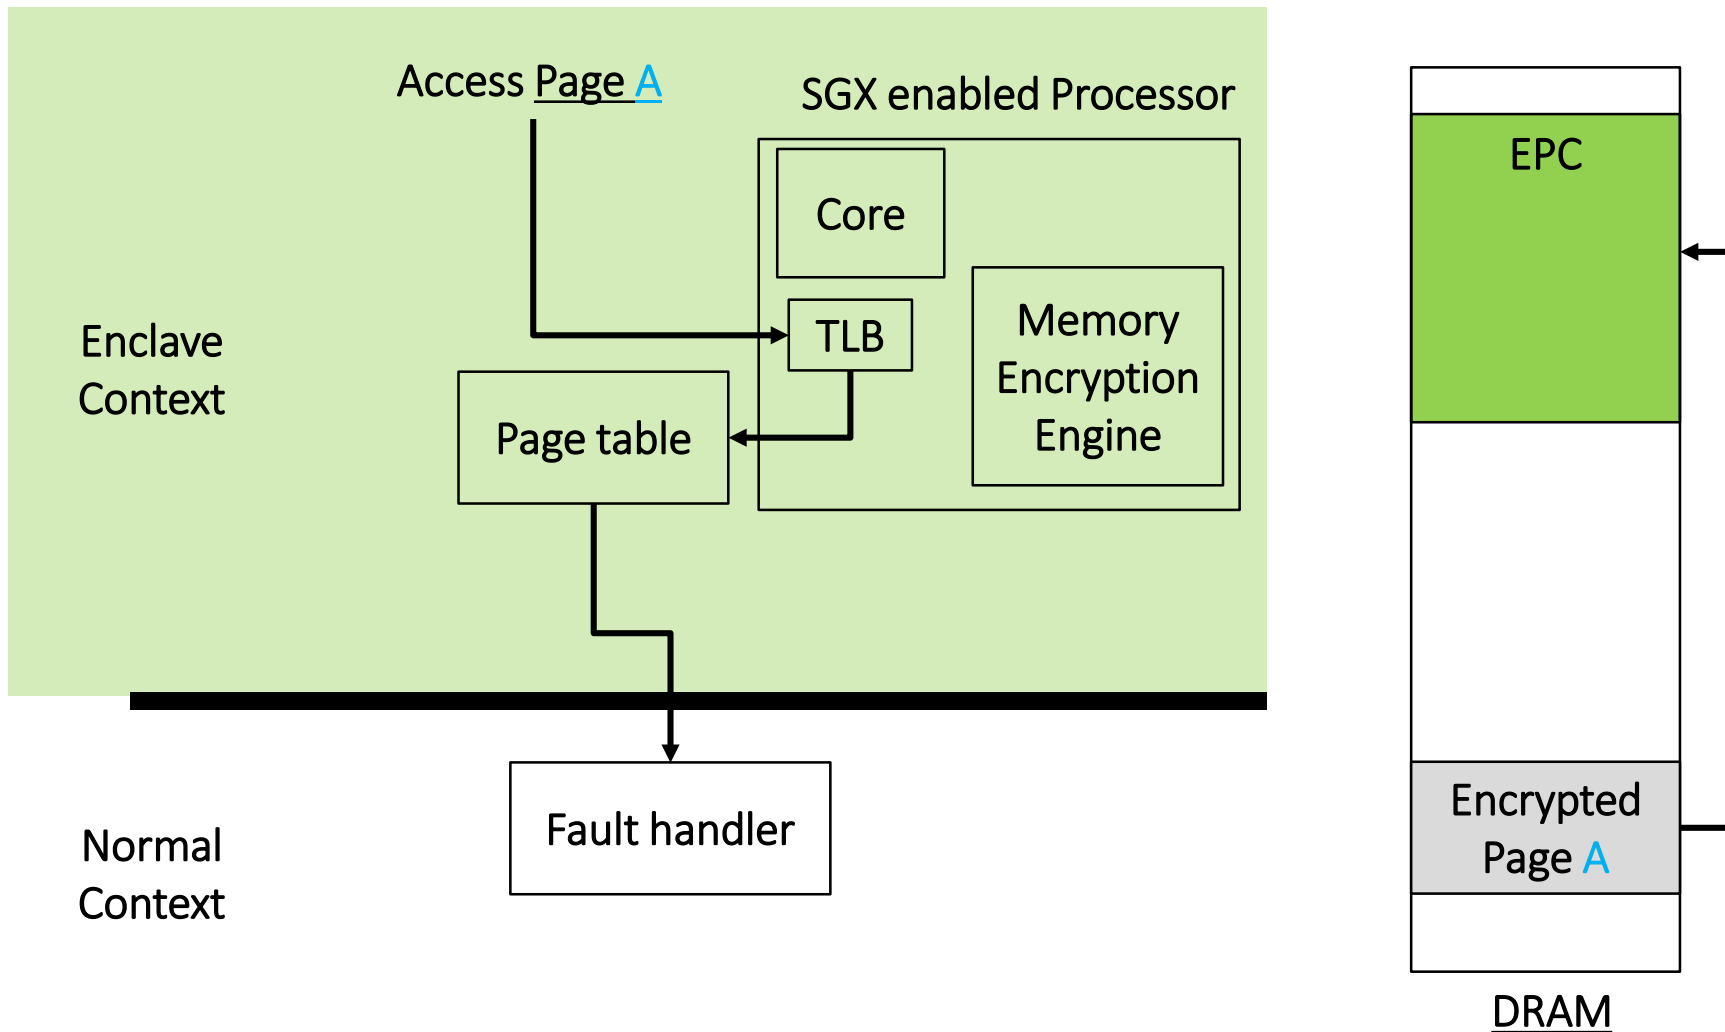 Access Page A
SGX enabled Processor
Core
TLB
Memory
Encryption
Engine
Page table
Enclave
Context
Fault handler
Normal
Context
EPC
Encrypted
Page A
DRAM